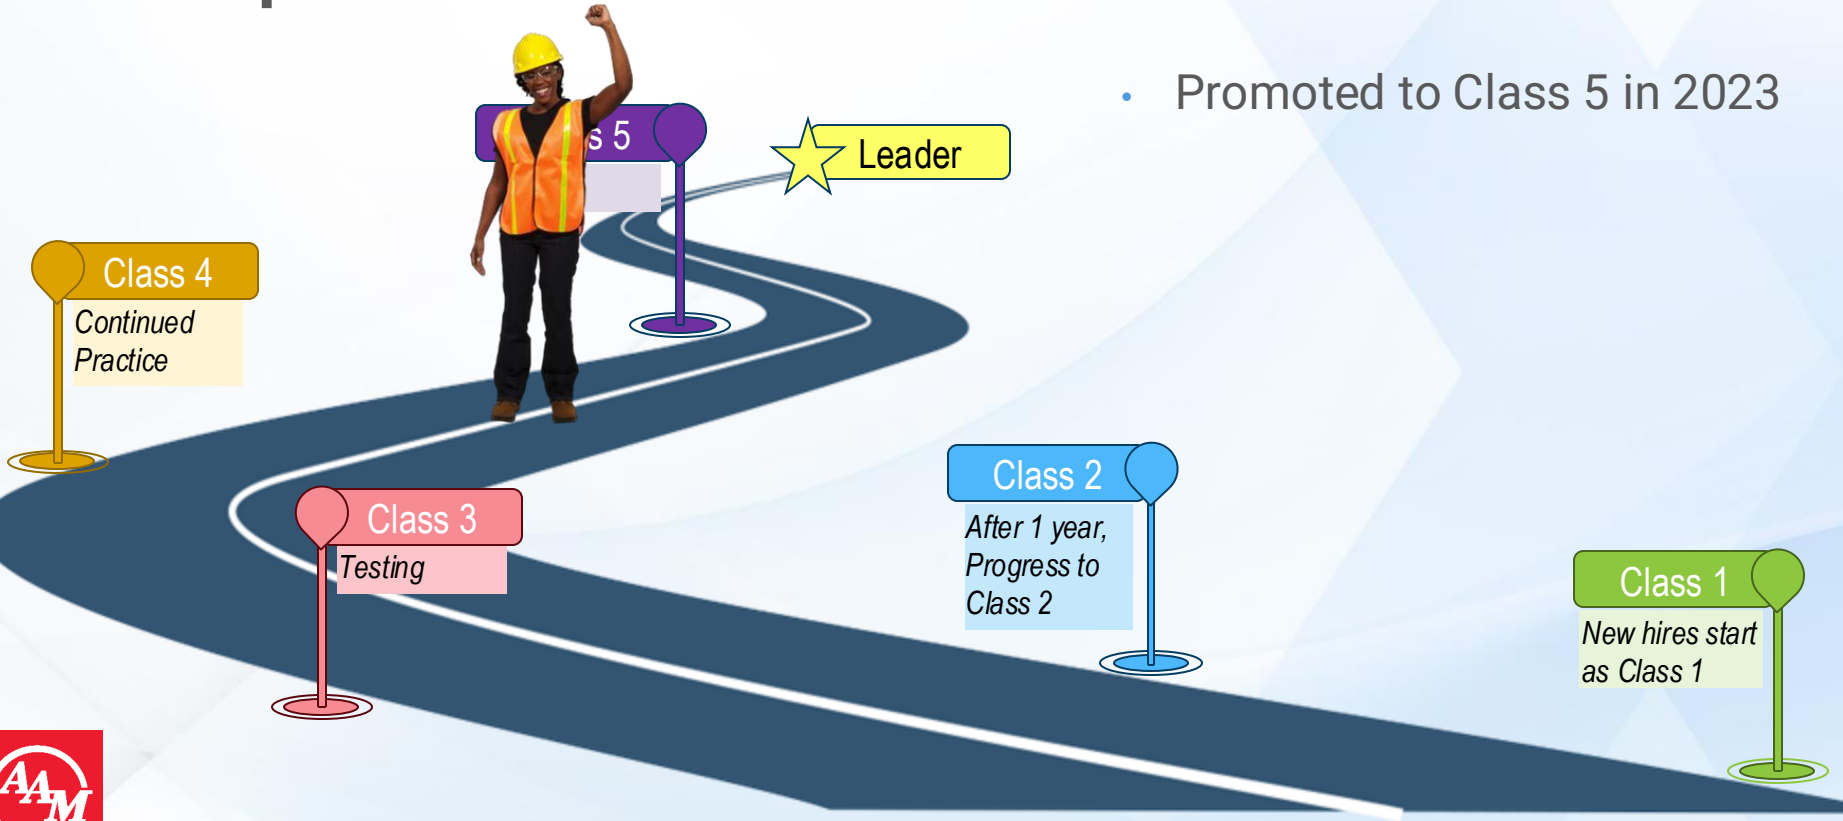 • Promoted to Class 5 in 2023
s 5
Leader
Class 4
Continued
Practice
Class 3
Testing
Class 2
After 1 year,
Progress to
Class 2
Class 1
New hires start
as Class 1
AAM